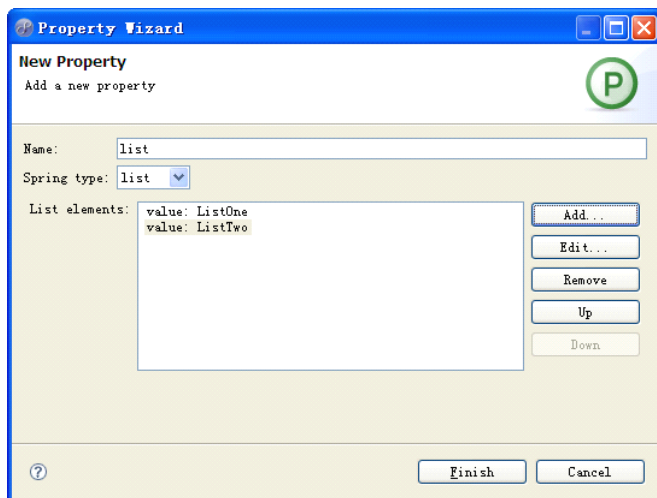 Property Wizard
New Property
Add a new property
P
Name: list
Spring type: list
List elements: value: ListOne
value: ListTwo
Add...
Edit...
Remove
Up
Down
?
Finish Cancel